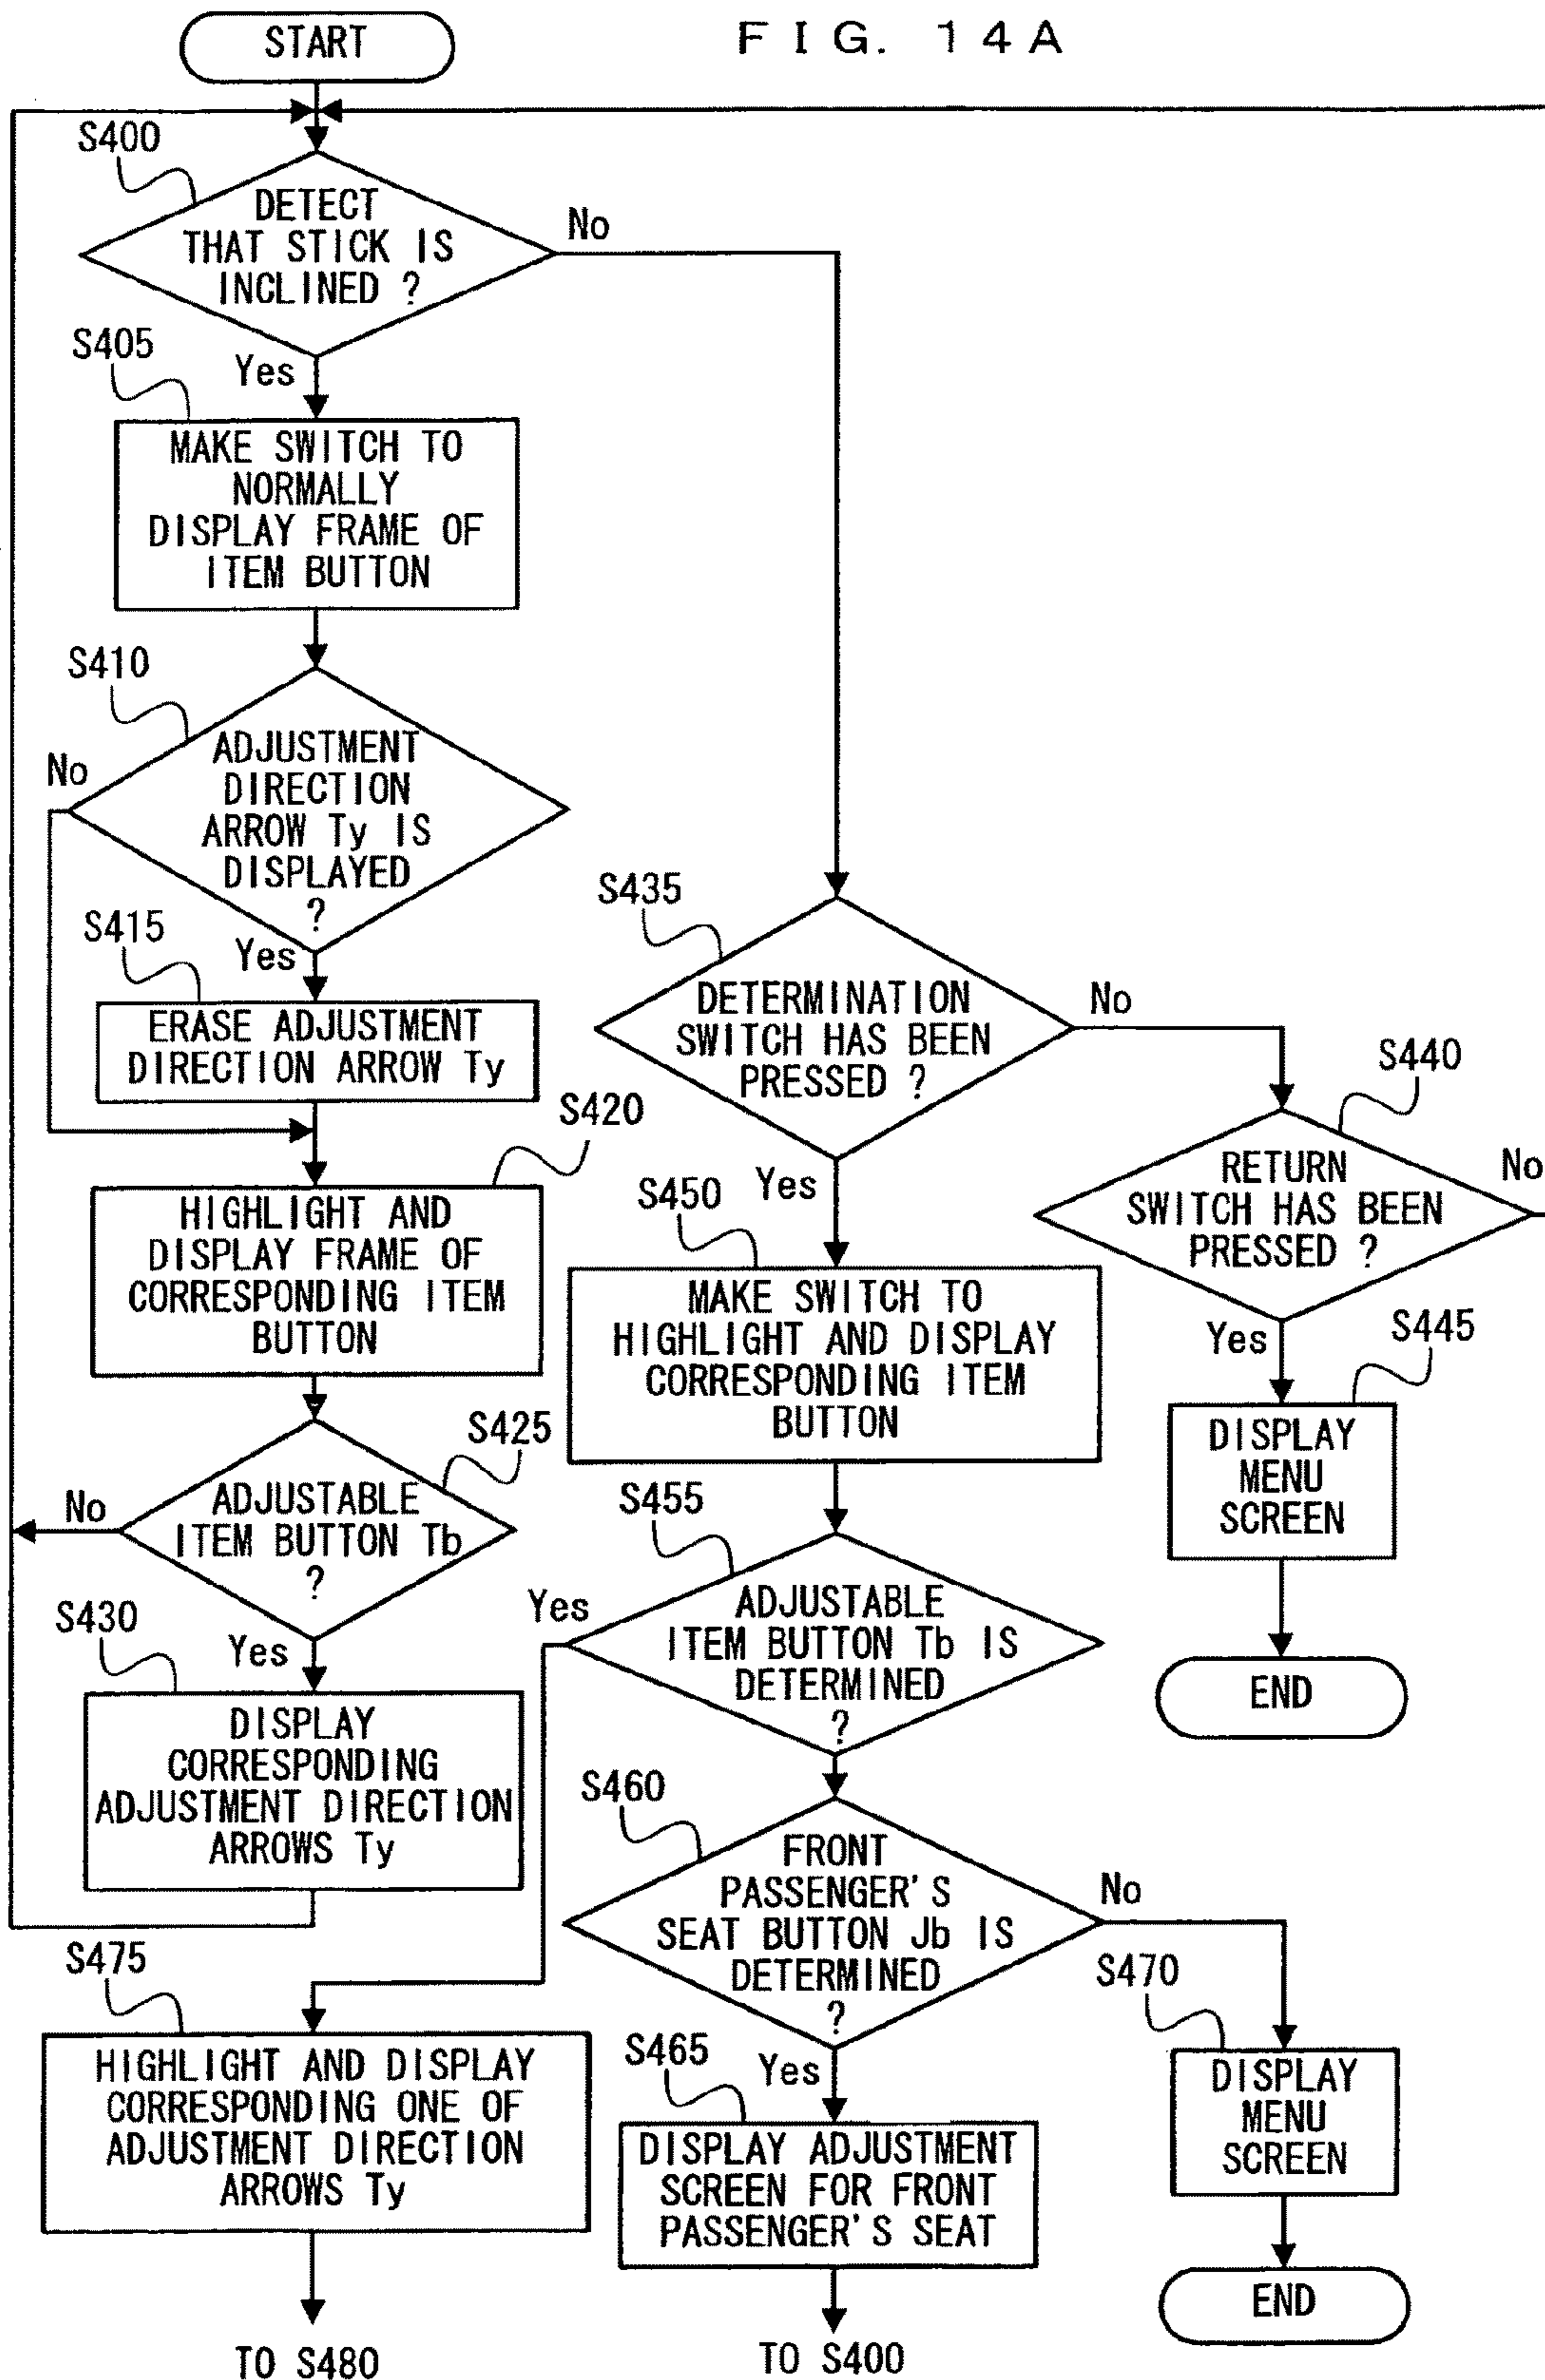 FIG. 14A
START
S400
DETECT
THAT STICK IS
INCLINED ?
No
Yes
S405
MAKE SWITCH TO
NORMALLY
DISPLAY FRAME OF
ITEM BUTTON
S410
ADJUSTMENT
DIRECTION
ARROW Ty IS
DISPLAYED
?
No
Yes
S415
ERASE ADJUSTMENT
DIRECTION ARROW Ty
S420
HIGHLIGHT AND
DISPLAY FRAME OF
CORRESPONDING ITEM
BUTTON
S425
ADJUSTABLE
ITEM BUTTON Tb
?
No
Yes
S430
DISPLAY
CORRESPONDING
ADJUSTMENT DIRECTION
ARROWS Ty
S435
DETERMINATION
SWITCH HAS BEEN
PRESSED ?
No
Yes
S440
RETURN
SWITCH HAS BEEN
PRESSED ?
No
Yes
S445
DISPLAY
MENU
SCREEN
END
S450
MAKE SWITCH TO
HIGHLIGHT AND DISPLAY
CORRESPONDING ITEM
BUTTON
S455
ADJUSTABLE
ITEM BUTTON Tb IS
DETERMINED
?
Yes
S460
FRONT
PASSENGER'S
SEAT BUTTON Jb IS
DETERMINED
?
No
Yes
S465
DISPLAY ADJUSTMENT
SCREEN FOR FRONT
PASSENGER'S SEAT
TO S400
S470
DISPLAY
MENU
SCREEN
END
S475
HIGHLIGHT AND DISPLAY
CORRESPONDING ONE OF
ADJUSTMENT DIRECTION
ARROWS Ty
TO S480